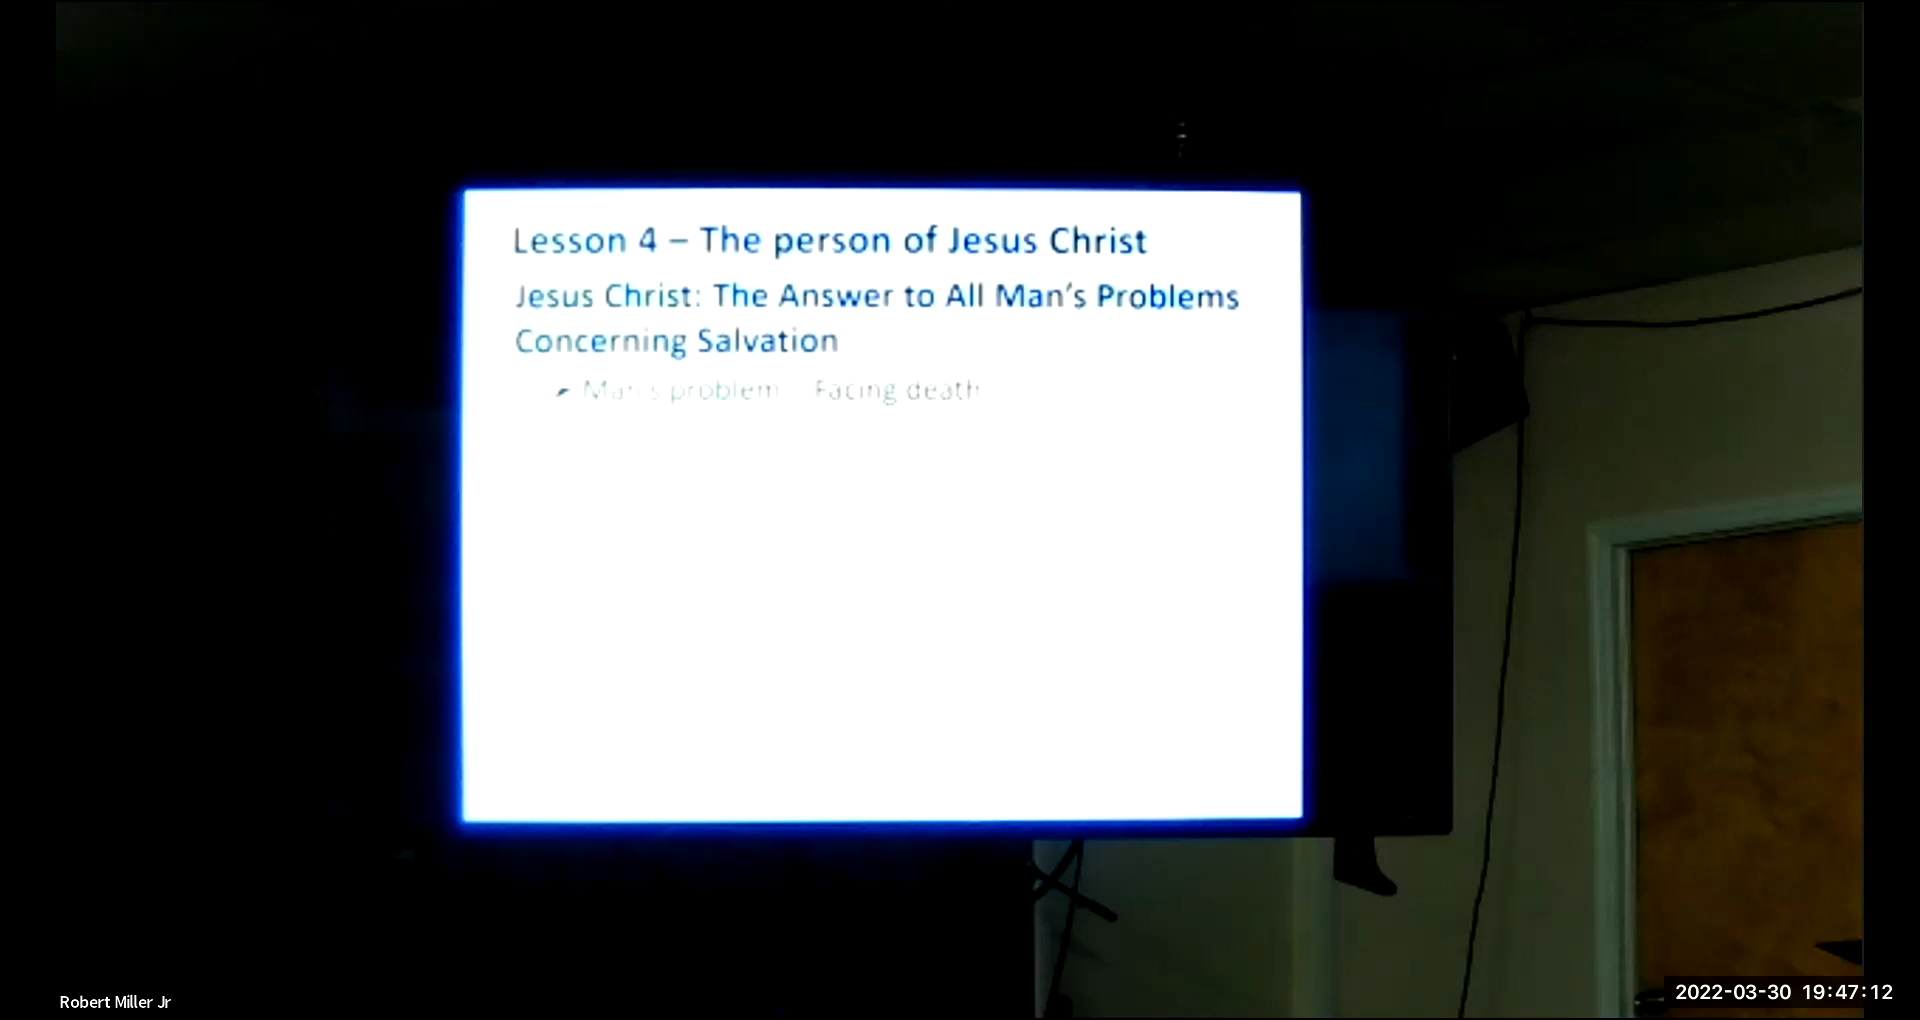 Lesson 4 – The person of Jesus Christ
Jesus Christ: The Answer to All Man's Problems
Concerning Salvation
Man's problem Facing death
Robert Miller Jr
2022-03-30 19:47:12